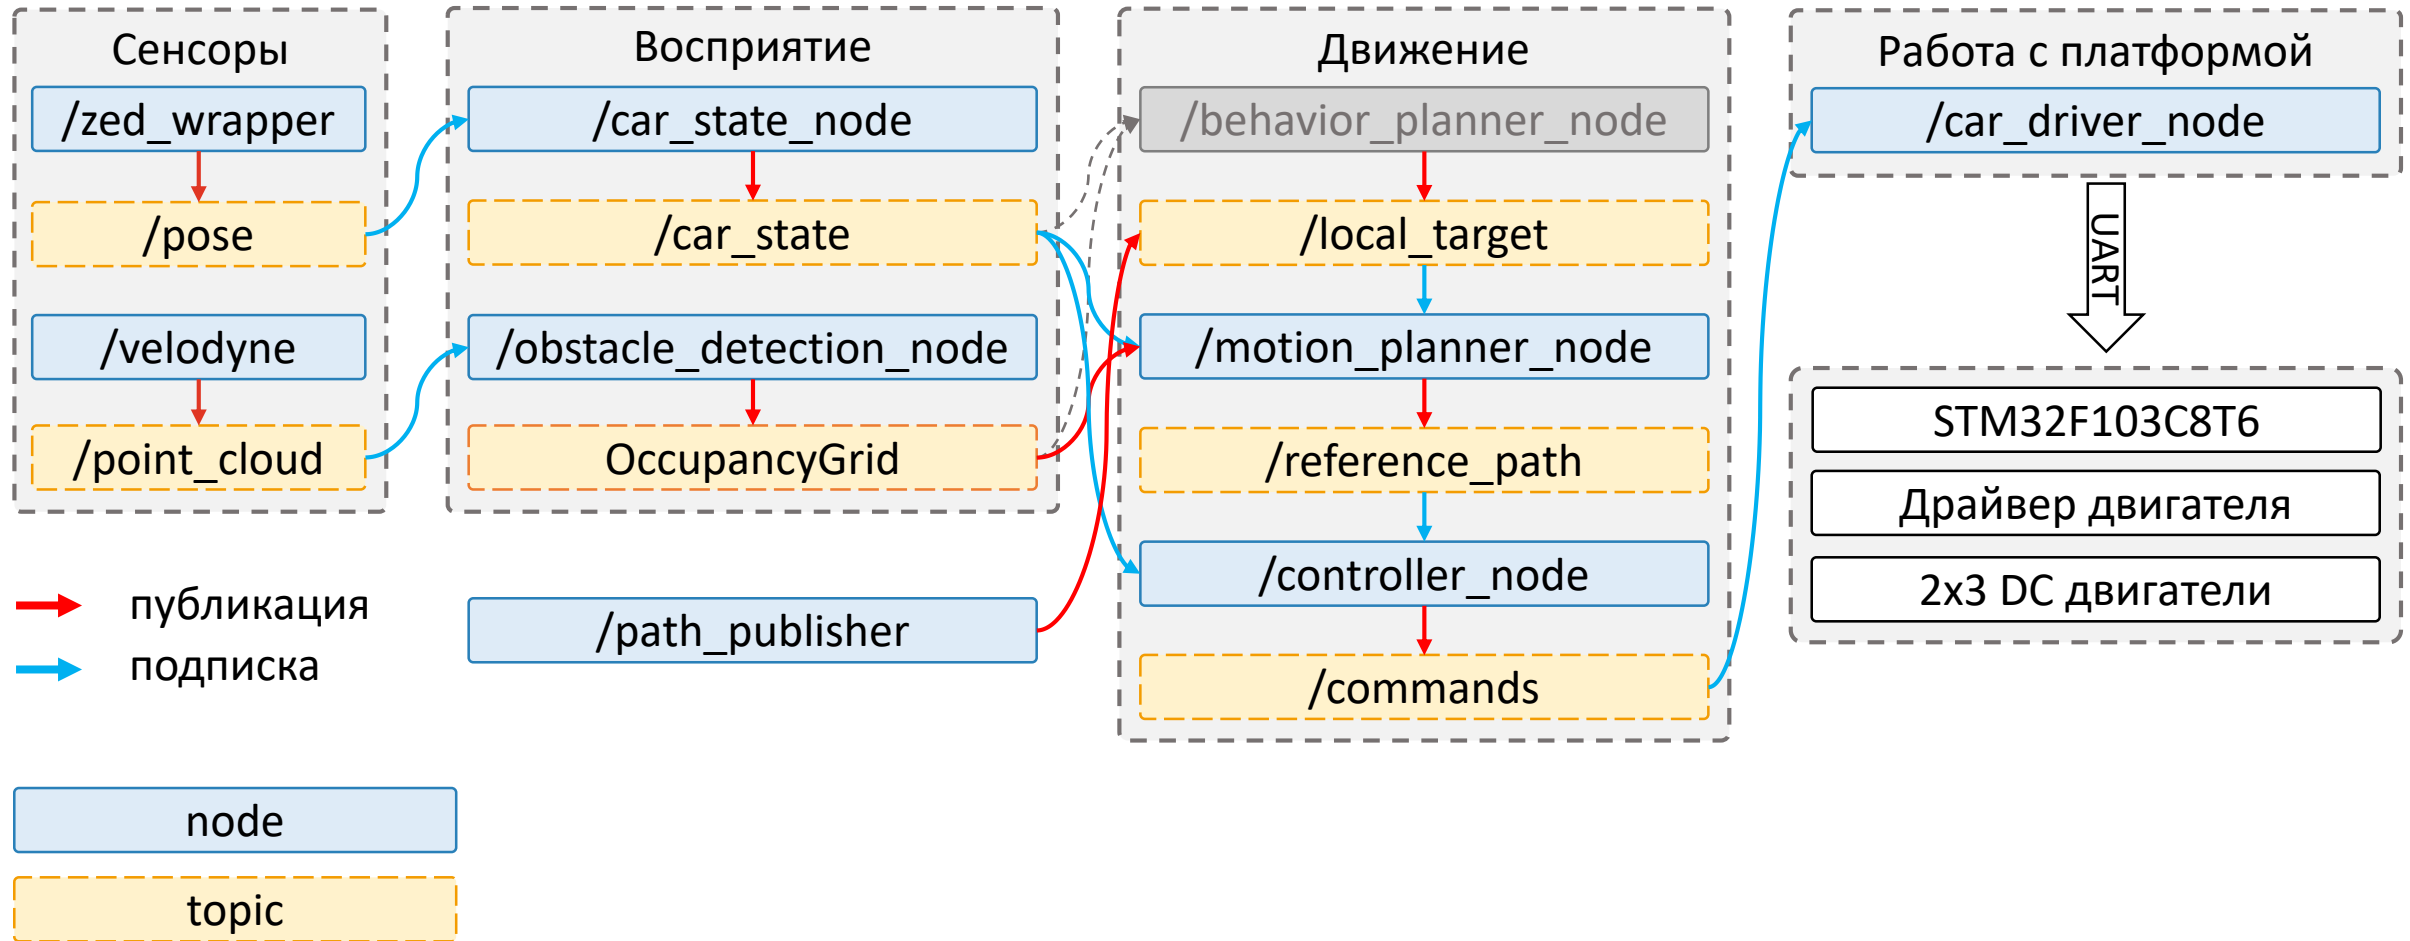 Сенсоры
/zed_wrapper
/pose
/velodyne
/point_cloud
Восприятие
/car_state_node
/car_state
/obstacle_detection_node
OccupancyGrid
/path_publisher
Движение
/behavior_planner_node
/local_target
/motion_planner_node
/reference_path
/controller_node
/commands
Работа с платформой
/car_driver_node
UART
STM32F103C8T6
Драйвер двигателя
2x3 DC двигатели
публикация
подписка
node
topic